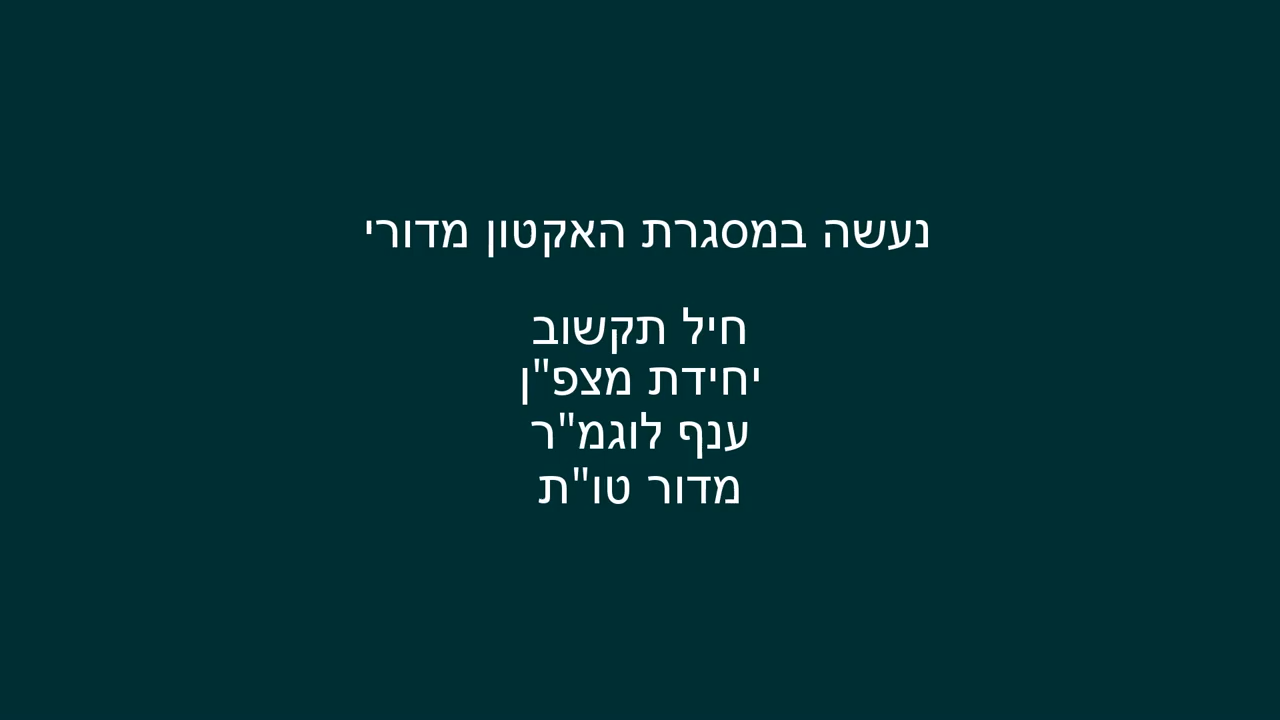 נעשה במסגרת האקטון מדורי
חיל תקשוב
יחידת מצפ"ן
ענף לוגמ"ר
מדור טו"ת